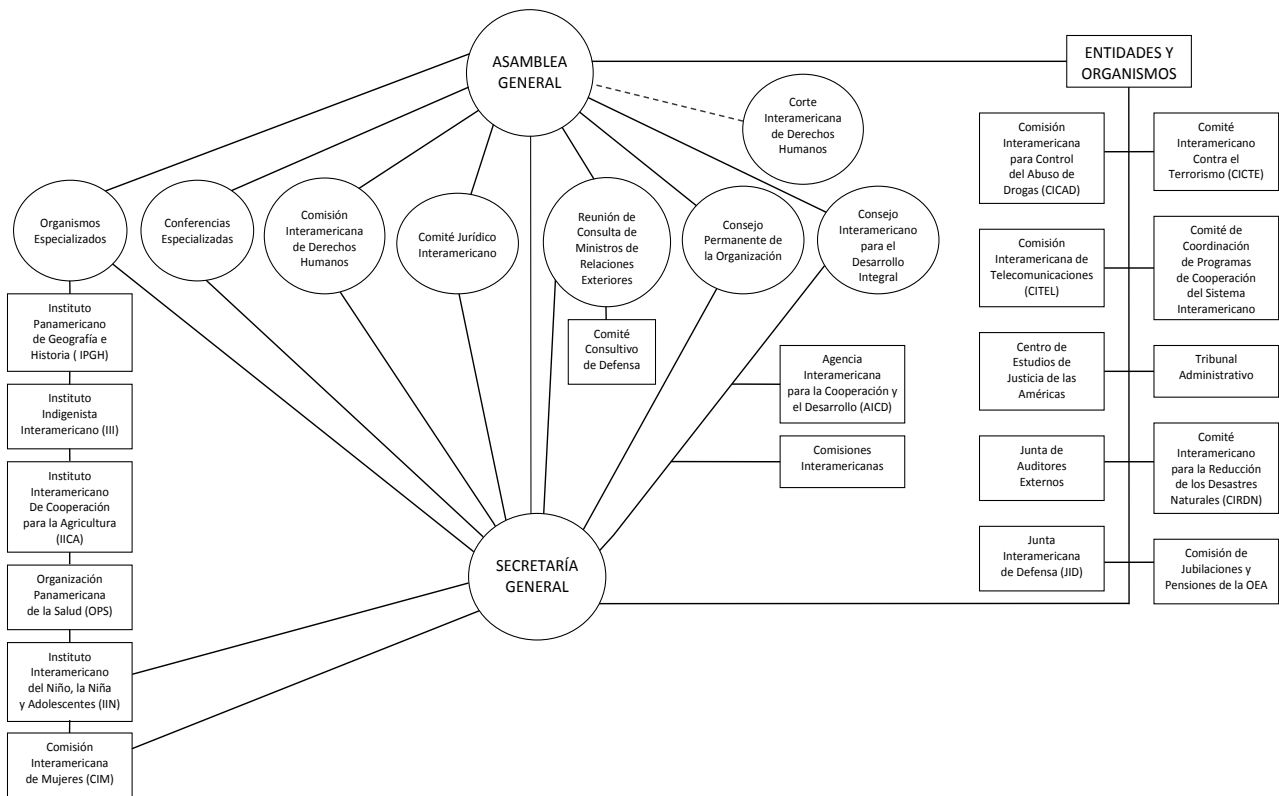 ASAMBLEA
GENERAL
ENTIDADES Y
ORGANISMOS
Corte
Interamericana
de Derechos
Humanos
Organismos
Especializados
Conferencias
Especializadas
Comisión
Interamericana
de Derechos
Humanos
Comité Jurídico
Interamericano
Reunión de
Consulta de
Ministros de
Relaciones
Exteriores
Consejo
Permanente de
la Organización
Consejo
Interamericano
para el
Desarrollo
Integral
Instituto
Panamericano
de Geografía e
Historia ( IPGH)
Instituto
Indigenista
Interamericano (III)
Instituto
Interamericano
De Cooperación
para la Agricultura
(IICA)
Organización
Panamericana
de la Salud (OPS)
Instituto
Interamericano
del Niño, la Niña
y Adolescentes (IIN)
Comisión
Interamericana
de Mujeres (CIM)
Comité
Consultivo
de Defensa
Agencia
Interamericana
para la Cooperación y
el Desarrollo (AICD)
Comisiones
Interamericanas
SECRETARÍA
GENERAL
Comisión
Interamericana
para Control
del Abuso de
Drogas (CICAD)
Comité
Interamericano
Contra el
Terrorismo (CICTE)
Comisión
Interamericana de
Telecomunicaciones
(CITEL)
Comité de
Coordinación
de Programas
de Cooperación
del Sistema
Interamericano
Centro de
Estudios de
Justicia de las
Américas
Tribunal
Administrativo
Junta de
Auditores
Externos
Comité
Interamericano
para la Reducción
de los Desastres
Naturales (CIRDN)
Junta
Interamericana
de Defensa (JID)
Comisión de
Jubilaciones y
Pensiones de la OEA